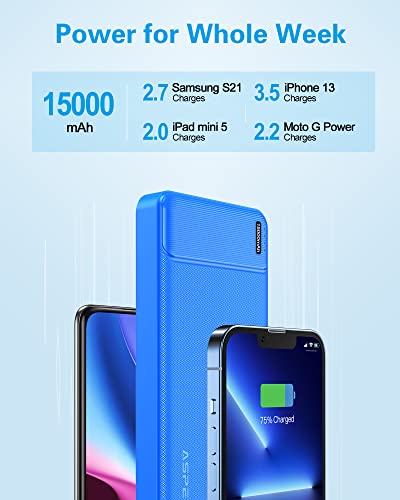 Power for Whole Week
15000
mAh
2.7 Samsung S21
Charges
3.5 iPhone 13
Charges
2.0 iPad mini 5
Charges
2.2 Moto G Power
Charges
15000mAh
75% Charged